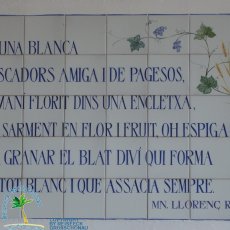 UNA BLANCA
SCADORS AMIGA I DE PAGESOS,
MANÍ FLORIT DINS UNA ENCLETXA,
SARMENT EN FLOR I FRUIT, OH ESPIGA
GRANAR EL BLAT DIVÍ QUI FORMA
TOT BLANC I QUE ASSACIA SEMPRE.
MN. LLORENÇ R